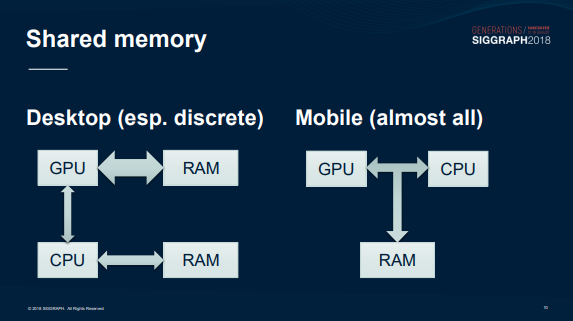 Shared memory
GENERATIONS /
SIGGRAPH2018
Desktop (esp. discrete)
Mobile (almost all)
GPU
RAM
GPU
CPU
CPU
RAM
RAM
© 2018 SIGGRAPH. All Rights Reserved